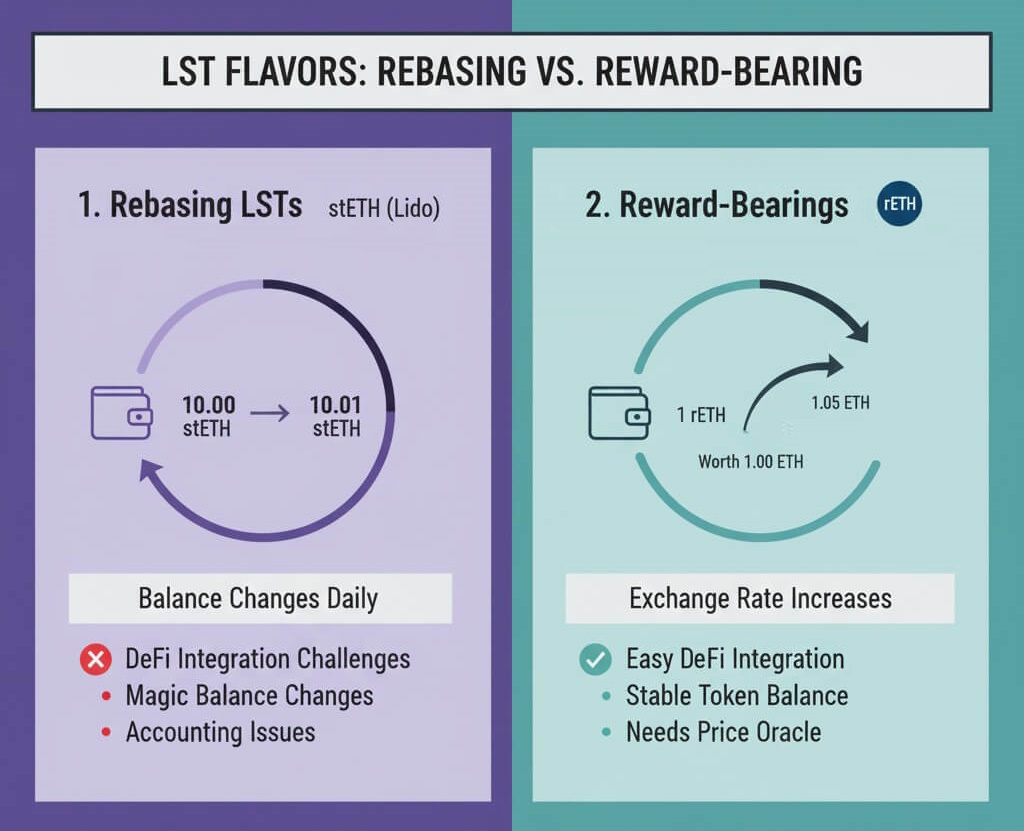 LST FLAVORS: REBASING VS. REWARD-BEARING
1. Rebasing LSTs stETH (Lido)
10.00 → 10.01
stETH stETH
Balance Changes Daily
DeFi Integration Challenges
• Magic Balance Changes
• Accounting Issues
2. Reward-Bearings rETH
1 rETH
1.05 ETH
Worth 1.00 ETH
Exchange Rate Increases
Easy DeFi Integration
• Stable Token Balance
• Needs Price Oracle